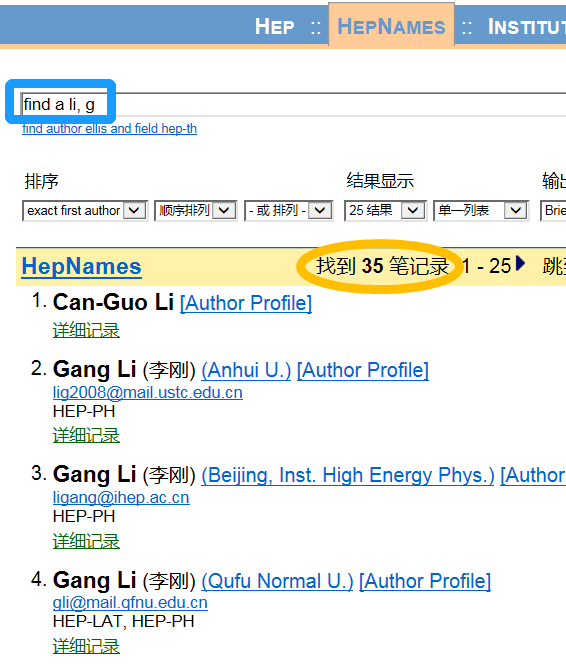 HEP :: HEPNAMES :: INSTITUT
find a li, g
find author ellis and field hep-th
排序 结果显示 输出
exact first author 顺序排列 - 或 排列 - 25 结果 单一列表 Brie
HepNames 找到 35 笔记录 1 - 25 跳到
1. Can-Guo Li [Author Profile]
详细记录
2. Gang Li (李刚) (Anhui U.) [Author Profile]
lig2008@mail.ustc.edu.cn
HEP-PH
详细记录
3. Gang Li (李刚) (Beijing, Inst. High Energy Phys.) [Author
ligang@ihep.ac.cn
HEP-PH
详细记录
4. Gang Li (李刚) (Qufu Normal U.) [Author Profile]
gli@mail.qfnu.edu.cn
HEP-LAT, HEP-PH
详细记录